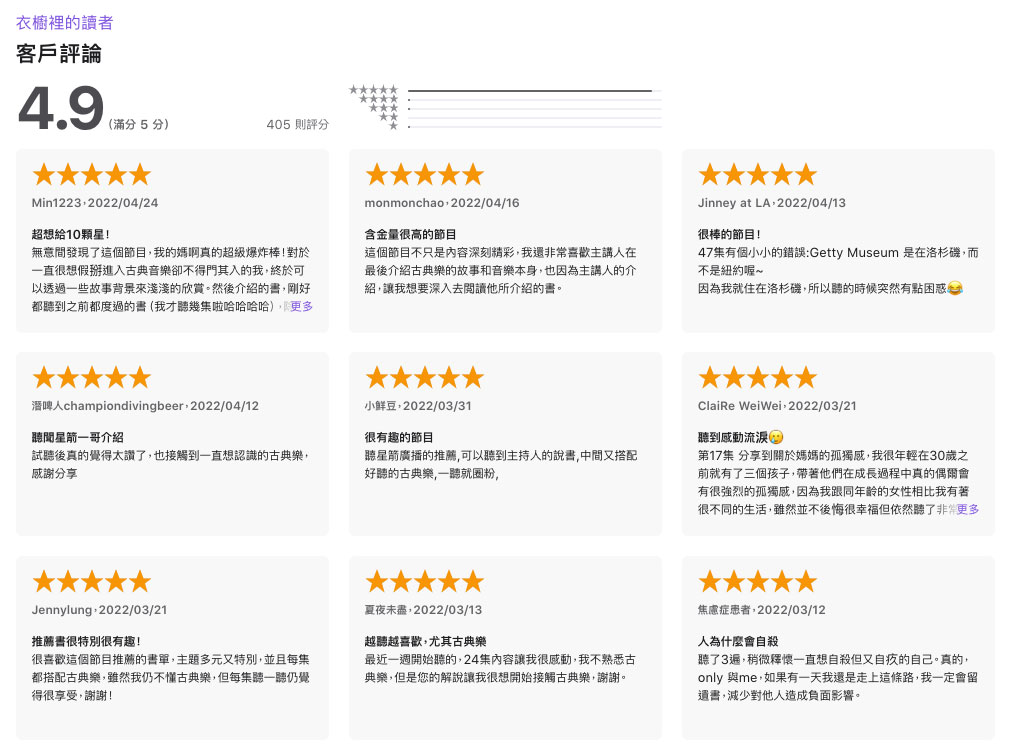 衣櫥裡的讀者
客戶評論
4.9 (滿分 5 分)
405 則評分
Min1223，2022/04/24
超想給10顆星！
無意間發現了這個節目，我的媽啊真的超級爆炸棒！對於
一直很想假掰進入古典音樂卻不得門其入的我，終於可
以透過一些故事背景來淺淺的欣賞。然後介紹的書，剛好
都聽到之前都度過的書（我才聽幾集啦哈哈哈哈），更多
monmonchao，2022/04/16
含金量很高的節目
這個節目不只是內容深刻精彩，我還非常喜歡主講人在
最後介紹古典樂的故事和音樂本身，也因為主講人的介
紹，讓我想要深入去閱讀他所介紹的書。
Jinney at LA，2022/04/13
很棒的節目！
47集有個小小的錯誤:Getty Museum 是在洛杉磯，而
不是紐約喔~
因為我就住在洛杉磯，所以聽的時候突然有點困惑😂
潛啤人championdivingbeer，2022/04/12
聽聞星箭一哥介紹
試聽後真的覺得太讚了，也接觸到一直想認識的古典樂，
感謝分享
小鮮豆，2022/03/31
很有趣的節目
聽星箭廣播的推薦,可以聽到主持人的說書,中間又搭配
好聽的古典樂,一聽就圈粉,
ClaiRe WeiWei，2022/03/21
聽到感動流淚🥲
第17集 分享到關於媽媽的孤獨感，我很年輕在30歲之
前就有了三個孩子，帶著他們在成長過程中真的偶爾會
有很強烈的孤獨感，因為我跟同年齡的女性相比我有著
很不同的生活，雖然並不後悔很幸福但依然聽了非常更多
Jennylung，2022/03/21
推薦書很特別很有趣！
很喜歡這個節目推薦的書單，主題多元又特別，並且每集
都搭配古典樂，雖然我仍不懂古典樂，但每集聽一聽仍覺
得很享受，謝謝！
夏夜未盡，2022/03/13
越聽越喜歡，尤其古典樂
最近一週開始聽的，24集內容讓我很感動，我不熟悉古
典樂，但是您的解說讓我很想開始接觸古典樂，謝謝。
焦慮症患者，2022/03/12
人為什麼會自殺
聽了3遍，稍微釋懷一直想自殺但又自疚的自己。真的，
only 與me，如果有一天我還是走上這條路，我一定會留
遺書，減少對他人造成負面影響。